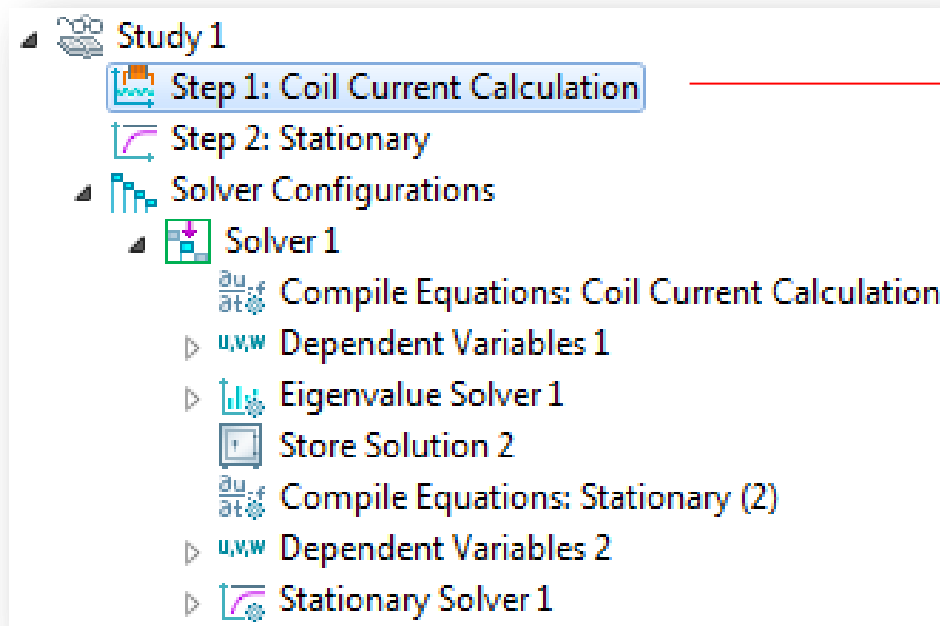 Study 1
Step 1: Coil Current Calculation
Step 2: Stationary
Solver Configurations
Solver 1
∂u/∂t=f Compile Equations: Coil Current Calculation
u,v,w Dependent Variables 1
Eigenvalue Solver 1
Store Solution 2
∂u/∂t=f Compile Equations: Stationary (2)
u,v,w Dependent Variables 2
Stationary Solver 1